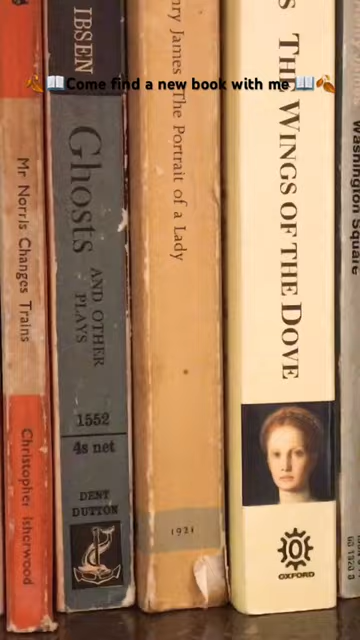 🍂📖Come find a new book with me 📖🍂
Mr Norris Changes Trains
Christopher Isherwood
IBSEN
Ghosts
AND OTHER
PLAYS
1552
4s net
DENT
DUTTON
James The Portrait of a Lady
1921
THE WINGS OF THE DOVE
OXFORD
Washington Square